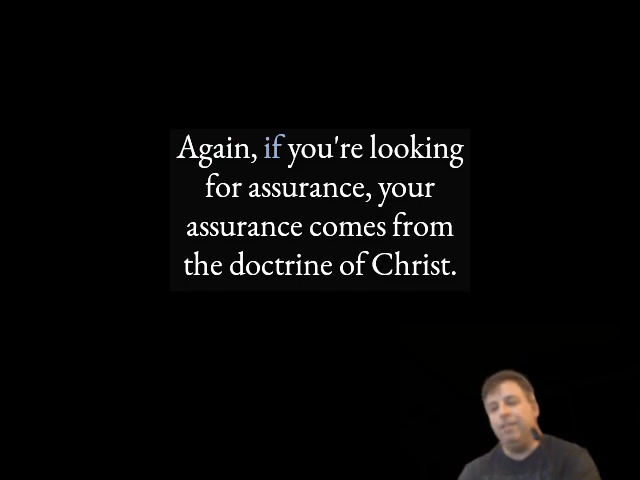 Again, if you're looking
for assurance, your
assurance comes from
the doctrine of Christ.